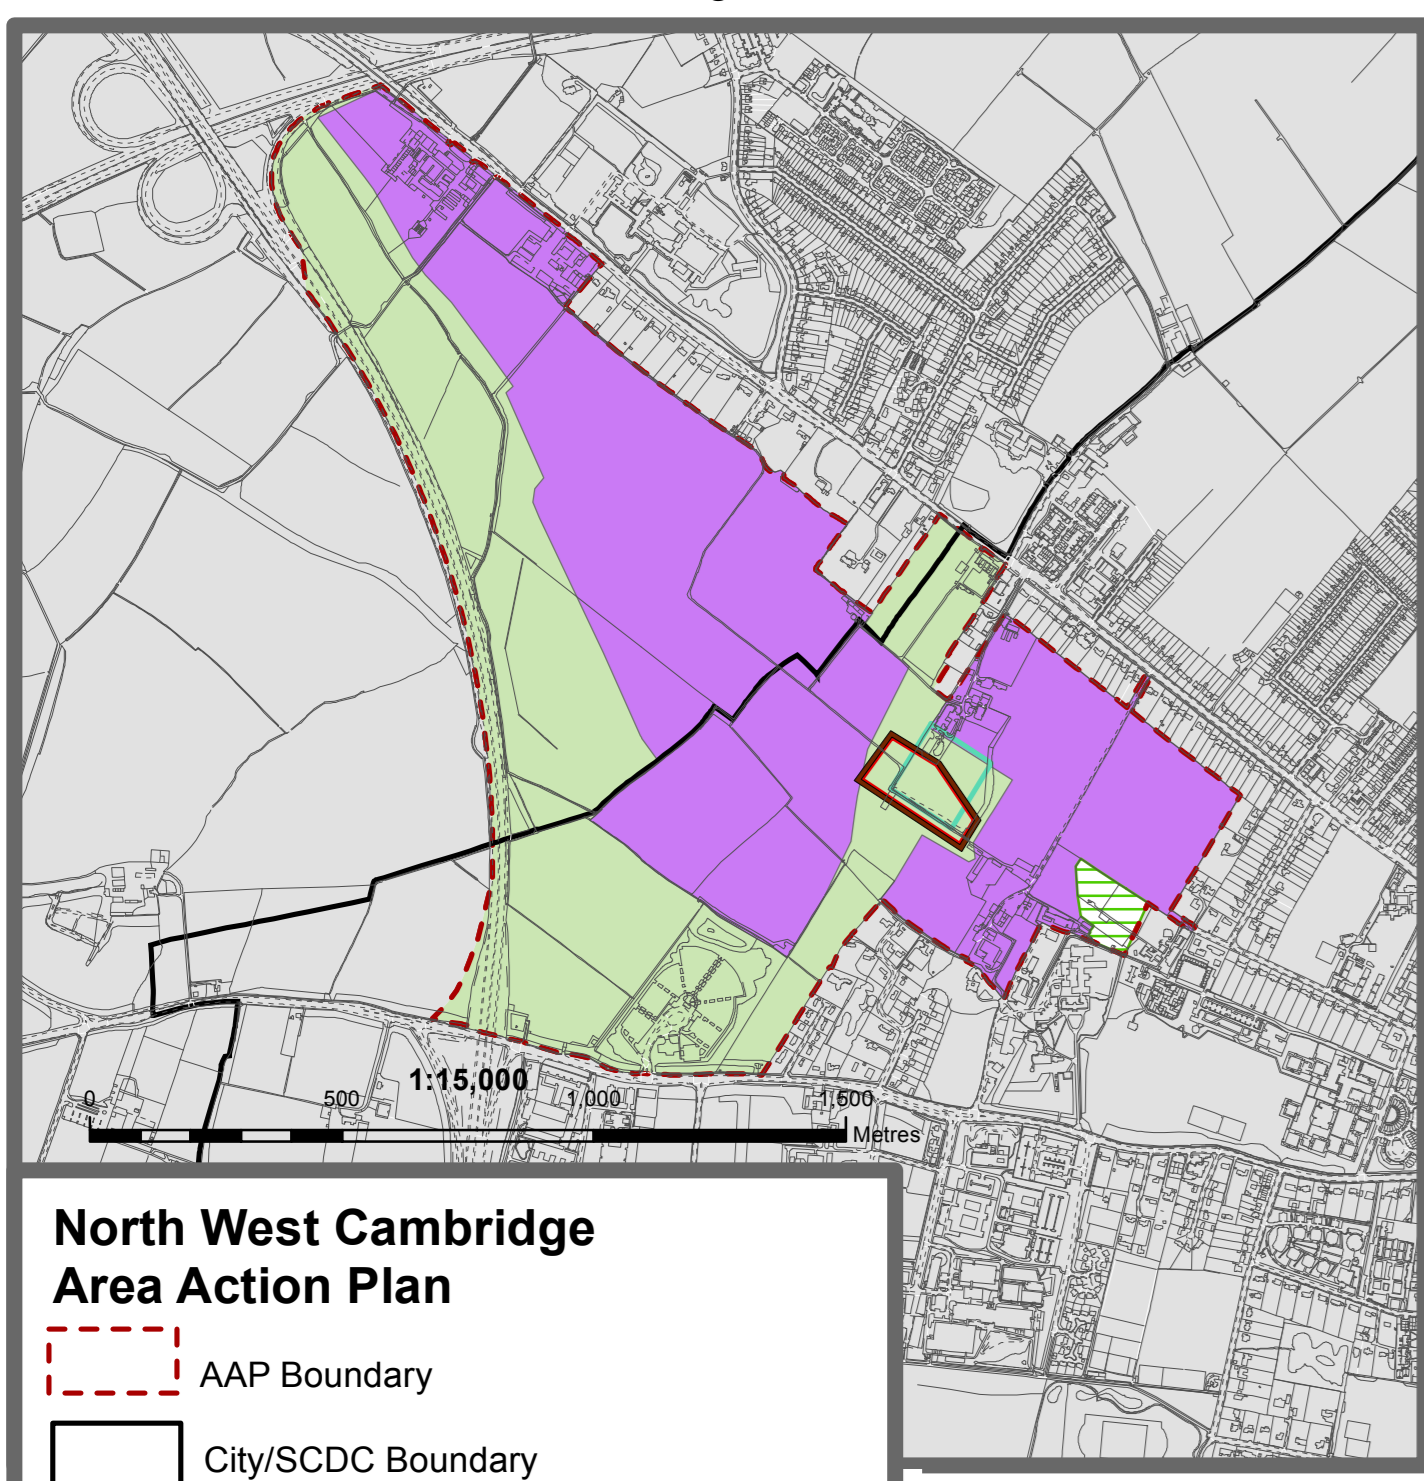 1:15,000
0 500 1,000 1,500
Metres
North West Cambridge
Area Action Plan
AAP Boundary
City/SCDC Boundary